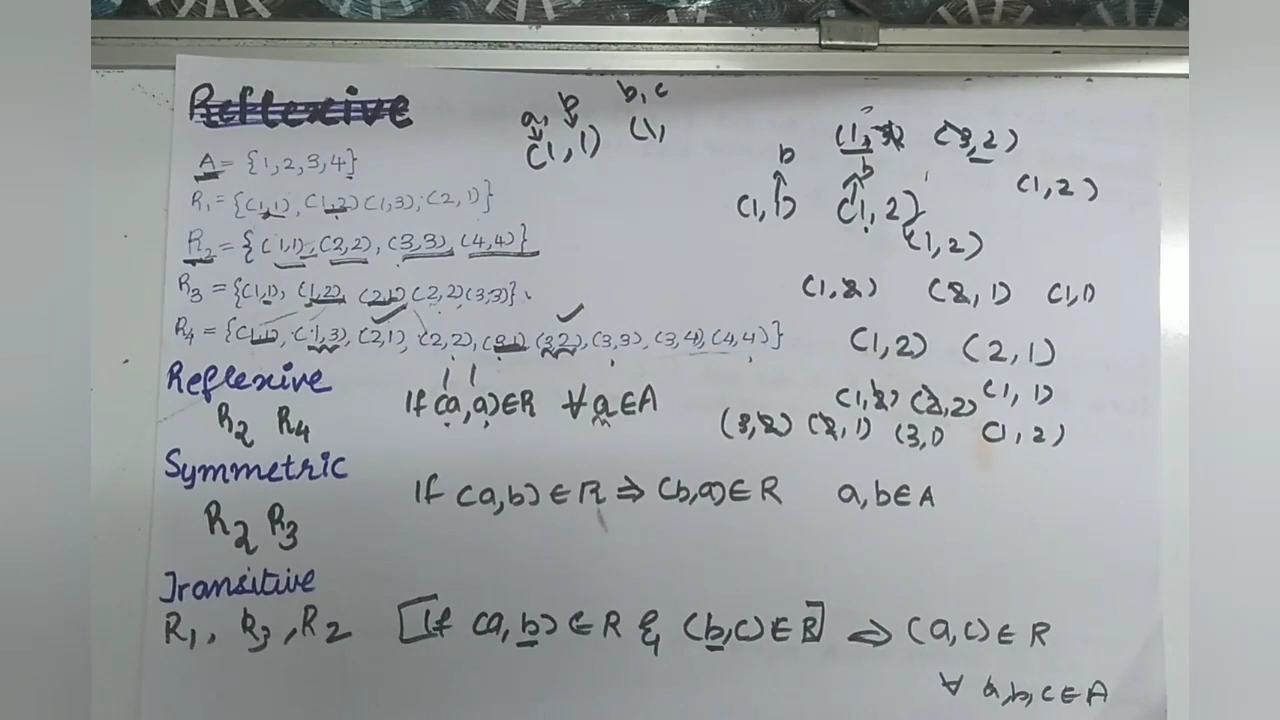 Reflexive
a, b b, c
(1,1) (1,
A = {1,2,3,4}
R1 = {(1,1), (1,2) (1,3), (2,1)}
R2 = {(1,1), (2,2), (3,3), (4,4)}
R3 = {(1,1), (1,2), (2,1) (2,2) (3,3)}
R4 = {(1,1), (1,3), (2,1), (2,2), (3,1) (3,2), (3,3), (3,4), (4,4)}
(3,2)
(1,2)
b b
(1,1) (1,2)
(1,2)
(1,2) (2,1) (1,1)
(1,2) (2,1)
(1,2) (2,2) (1,1)
(3,2) (2,1) (3,1) (1,2)
Reflexive
R2 R4
If (a,a) ∈ R ∀ a ∈ A
Symmetric
R2 R3
If (a,b) ∈ R ⇒ (b,a) ∈ R a,b ∈ A
Transitive
R1, R3, R2 [If (a,b) ∈ R & (b,c) ∈ R] ⇒ (a,c) ∈ R
∀ a,b,c ∈ A